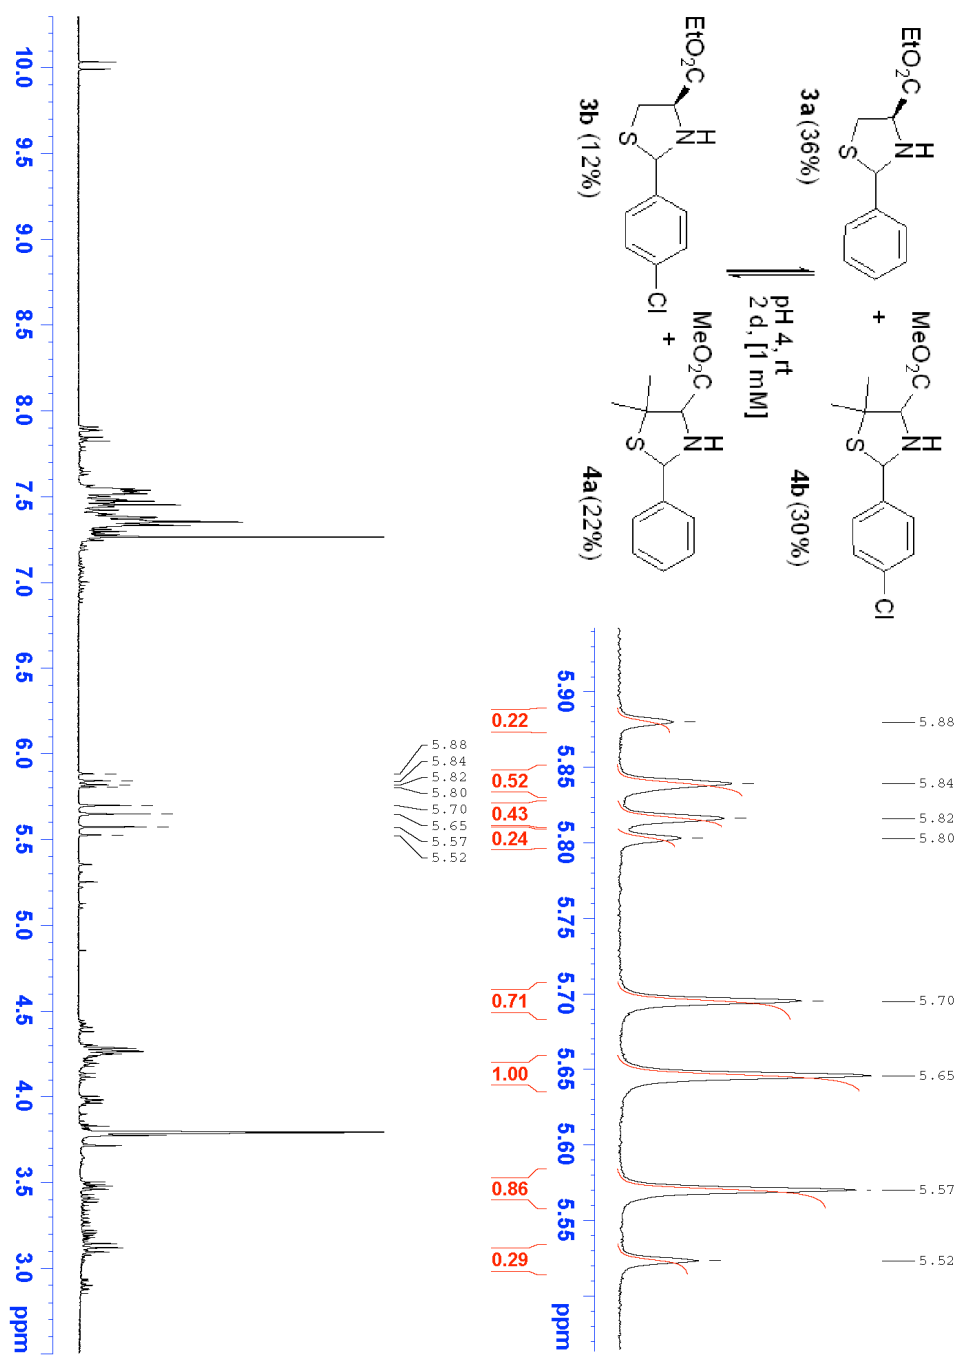 EtO2C
H
N
S
3a (36%)
+
MeO2C
H
N
S
Cl
4b (30%)
pH 4, rt
2 d, [1 mM]
EtO2C
H
N
S
Cl
3b (12%)
+
MeO2C
H
N
S
4a (22%)
5.88
5.84
5.82
5.80
5.70
5.65
5.57
5.52
5.90
5.85
5.80
5.75
5.70
5.65
5.60
5.55
ppm
0.22
0.52
0.43
0.24
0.71
1.00
0.86
0.29
5.88
5.84
5.82
5.80
5.70
5.65
5.57
5.52
10.0
9.5
9.0
8.5
8.0
7.5
7.0
6.5
6.0
5.5
5.0
4.5
4.0
3.5
3.0
ppm